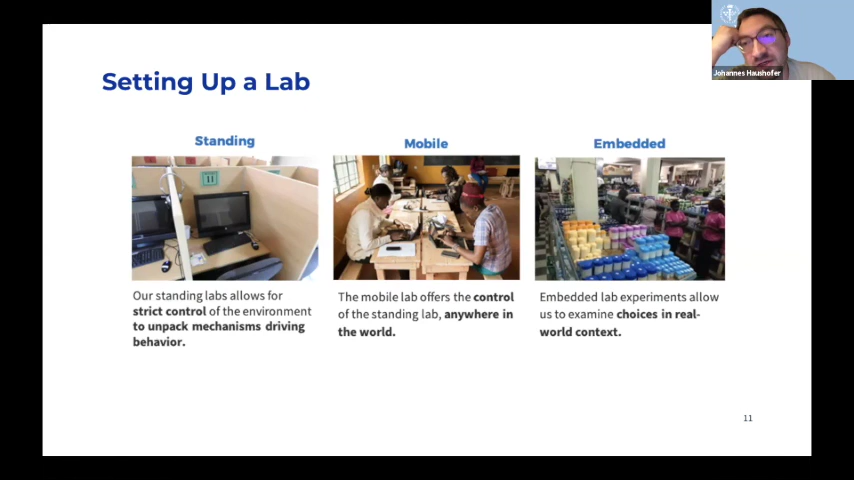 Johannes Haushofer
Setting Up a Lab
Standing
11
Our standing labs allows for
strict control of the environment
to unpack mechanisms driving
behavior.
Mobile
The mobile lab offers the control
of the standing lab, anywhere in
the world.
Embedded
Embedded lab experiments allow
us to examine choices in real-
world context.
11